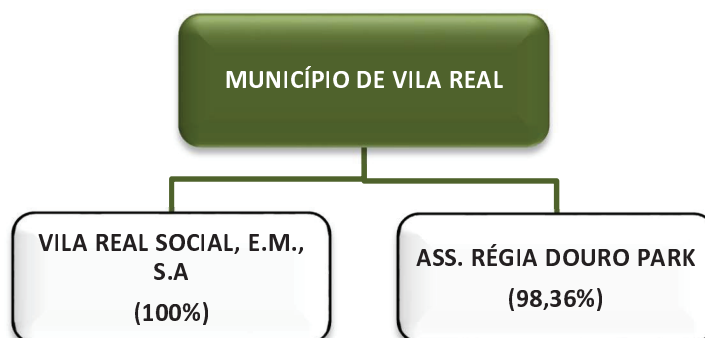 MUNICÍPIO DE VILA REAL
VILA REAL SOCIAL, E.M.,
S.A
(100%)
ASS. RÉGIA DOURO PARK
(98,36%)